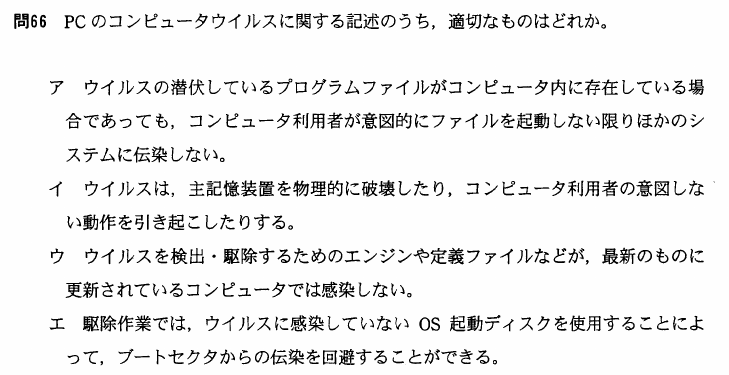 問66 PCのコンピュータウイルスに関する記述のうち，適切なものはどれか。
ア ウイルスの潜伏しているプログラムファイルがコンピュータ内に存在している場
合であっても，コンピュータ利用者が意図的にファイルを起動しない限りほかのシ
ステムに伝染しない。
イ ウイルスは，主記憶装置を物理的に破壊したり，コンピュータ利用者の意図しな
い動作を引き起こしたりする。
ウ ウイルスを検出・駆除するためのエンジンや定義ファイルなどが，最新のものに
更新されているコンピュータでは感染しない。
エ 駆除作業では，ウイルスに感染していない OS 起動ディスクを使用することによ
って，ブートセクタからの伝染を回避することができる。